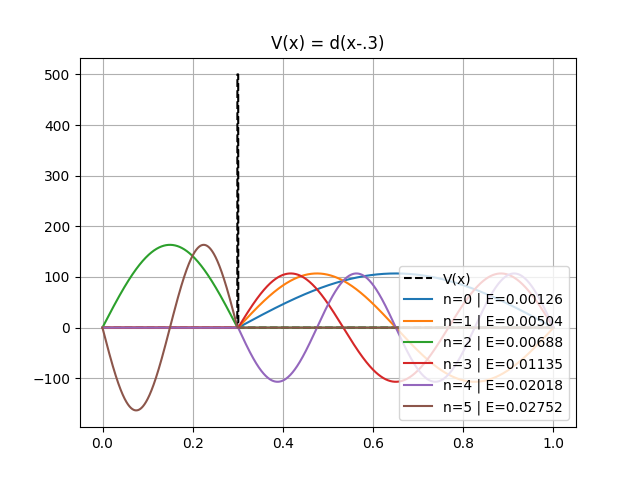 V(x) = d(x-.3)
500
400
300
200
100
0
−100
0.0 0.2 0.4 0.6 0.8 1.0
V(x)
n=0 | E=0.00126
n=1 | E=0.00504
n=2 | E=0.00688
n=3 | E=0.01135
n=4 | E=0.02018
n=5 | E=0.02752